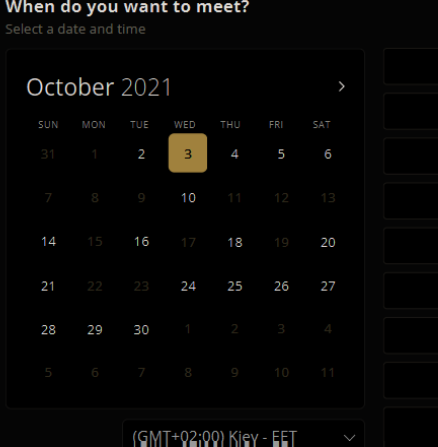 When do you want to meet?
Select a date and time
October 2021 >
SUN MON TUE WED THU FRI SAT
31 1 2 3 4 5 6
7 8 9 10 11 12 13
14 15 16 17 18 19 20
21 22 23 24 25 26 27
28 29 30 1 2 3 4
5 6 7 8 9 10 11
(GMT+02:00) Kiev - EET